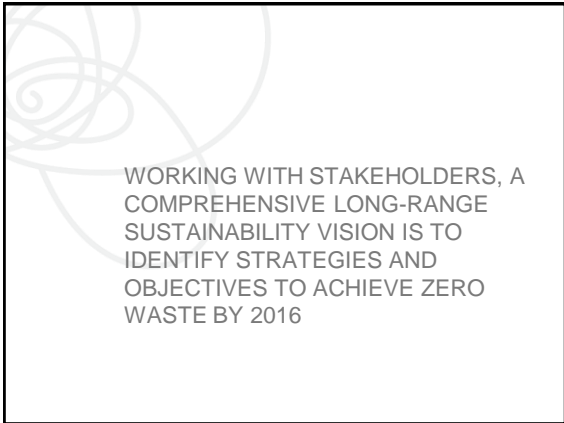 WORKING WITH STAKEHOLDERS, A
COMPREHENSIVE LONG-RANGE
SUSTAINABILITY VISION IS TO
IDENTIFY STRATEGIES AND
OBJECTIVES TO ACHIEVE ZERO
WASTE BY 2016